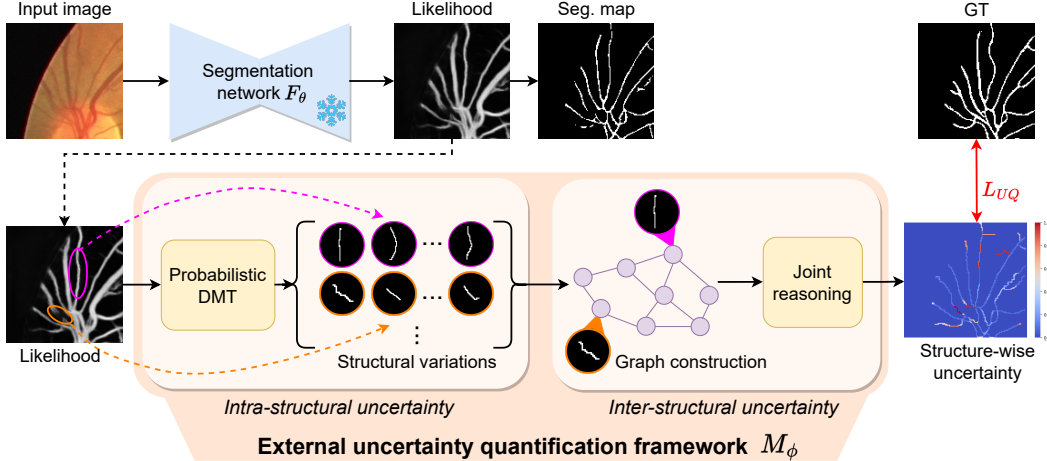 Input image
Likelihood
Seg. map
GT
Segmentation
network F_θ
L_UQ
Probabilistic
DMT
...
...
⋮
Joint
reasoning
Likelihood
Structural variations
Graph construction
Structure-wise
uncertainty
Intra-structural uncertainty
Inter-structural uncertainty
External uncertainty quantification framework M_ϕ